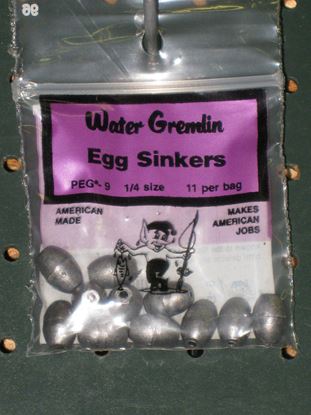 Water Gremlin
Egg Sinkers
PEG®- 9 1/4 size 11 per bag
AMERICAN
MADE
MAKES
AMERICAN
JOBS